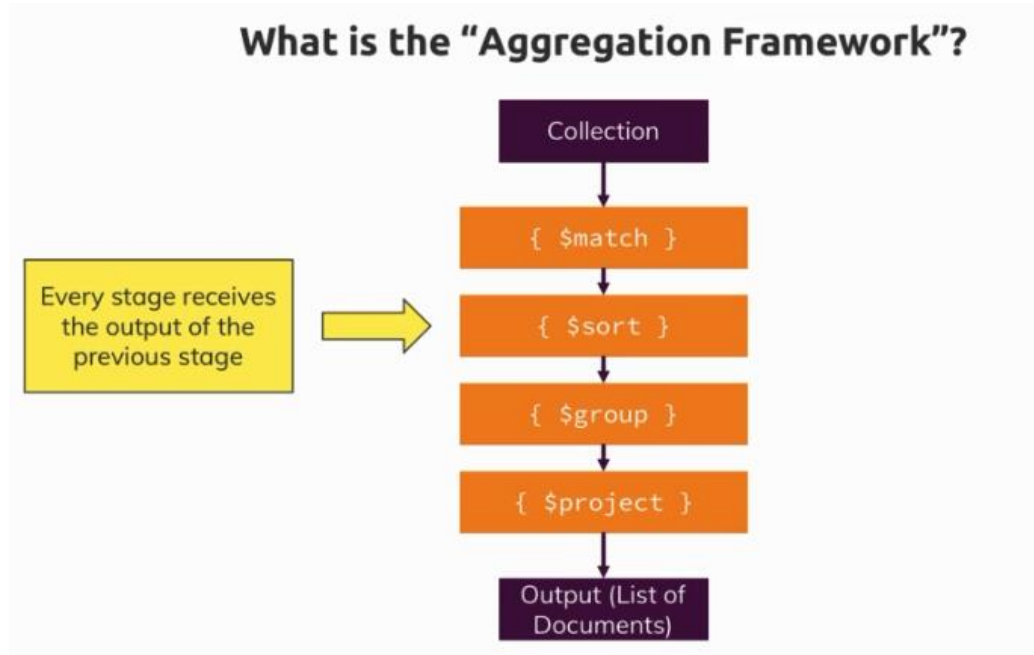 What is the “Aggregation Framework”?
Collection
{ $match }
Every stage receives
the output of the
previous stage
{ $sort }
{ $group }
{ $project }
Output (List of
Documents)